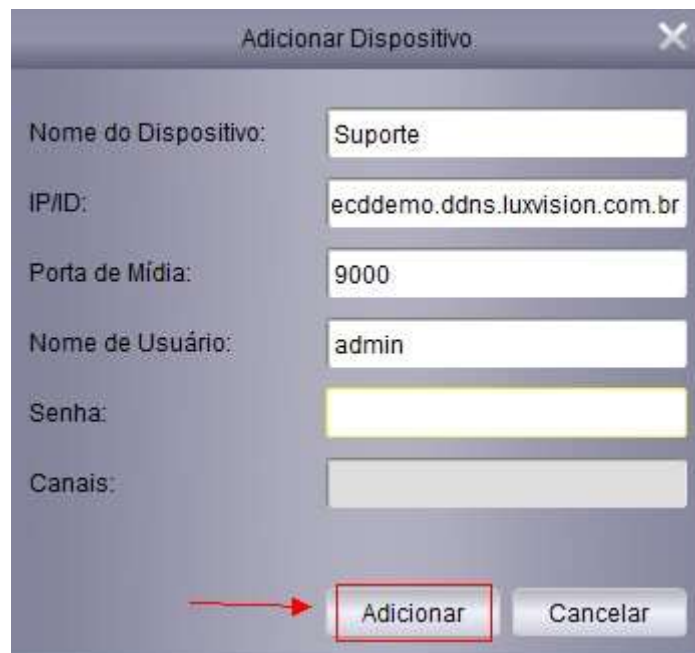 Adicionar Dispositivo
Nome do Dispositivo: Suporte
IP/ID: ecddemo.ddns.luxvision.com.br
Porta de Mídia: 9000
Nome de Usuário: admin
Senha:
Canais:
Adicionar Cancelar